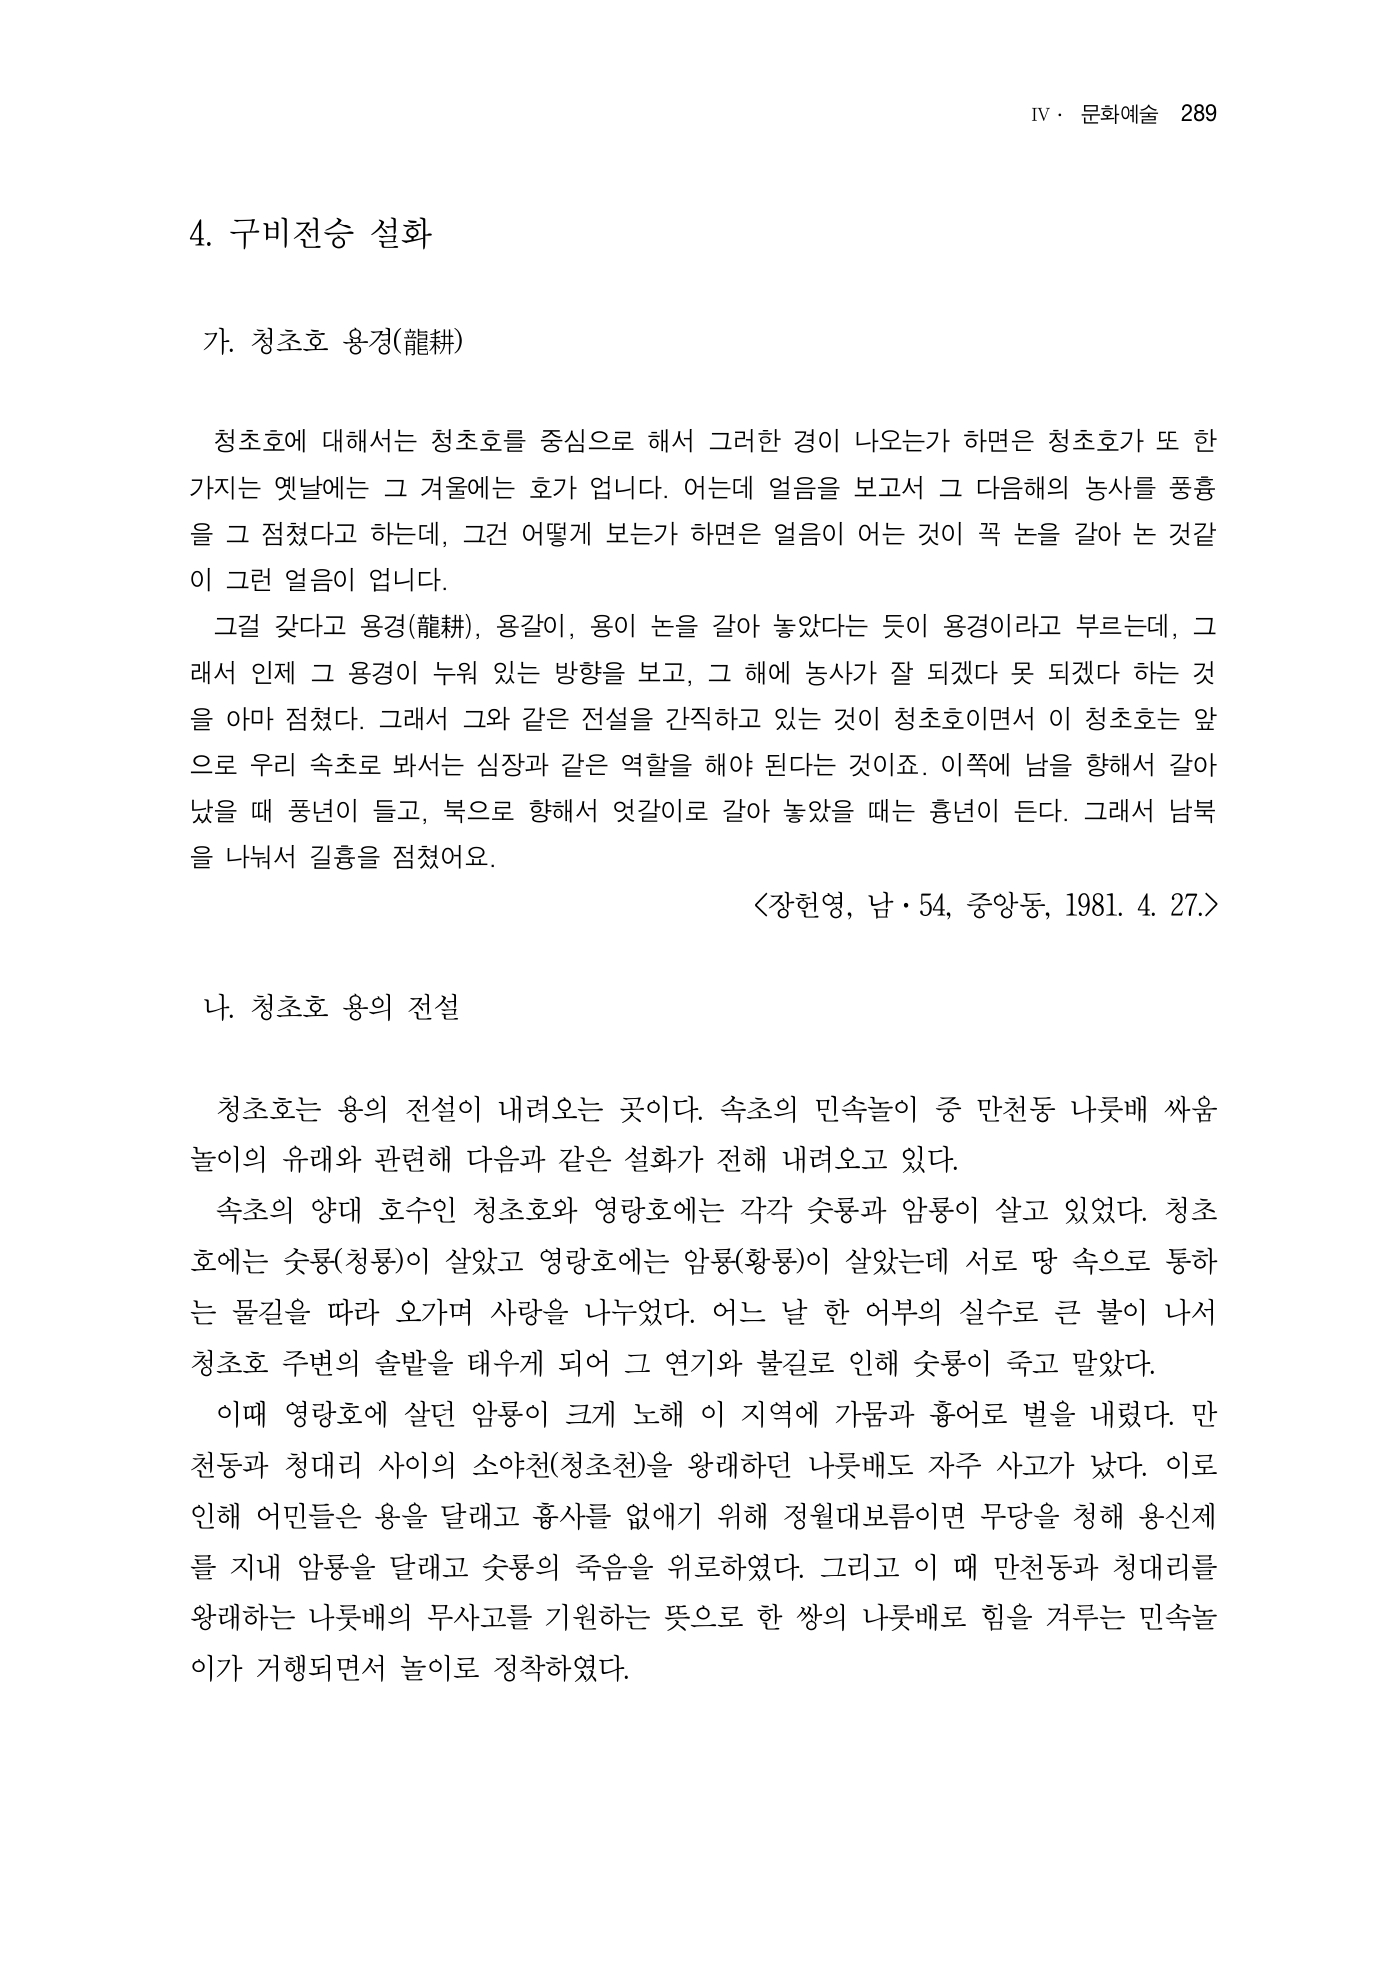 IV · 문화예술 289
4. 구비전승 설화
가. 청초호 용경(龍耕)
청초호에 대해서는 청초호를 중심으로 해서 그러한 경이 나오는가 하면은 청초호가 또 한
가지는 옛날에는 그 겨울에는 호가 업니다. 어는데 얼음을 보고서 그 다음해의 농사를 풍흉
을 그 점쳤다고 하는데, 그건 어떻게 보는가 하면은 얼음이 어는 것이 꼭 논을 갈아 논 것같
이 그런 얼음이 업니다.
그걸 갖다고 용경(龍耕), 용갈이, 용이 논을 갈아 놓았다는 듯이 용경이라고 부르는데, 그
래서 인제 그 용경이 누워 있는 방향을 보고, 그 해에 농사가 잘 되겠다 못 되겠다 하는 것
을 아마 점쳤다. 그래서 그와 같은 전설을 간직하고 있는 것이 청초호이면서 이 청초호는 앞
으로 우리 속초로 봐서는 심장과 같은 역할을 해야 된다는 것이죠. 이쪽에 남을 향해서 갈아
났을 때 풍년이 들고, 북으로 향해서 엇갈이로 갈아 놓았을 때는 흉년이 든다. 그래서 남북
을 나눠서 길흉을 점쳤어요.
<장헌영, 남·54, 중앙동, 1981. 4. 27.>
나. 청초호 용의 전설
청초호는 용의 전설이 내려오는 곳이다. 속초의 민속놀이 중 만천동 나룻배 싸움
놀이의 유래와 관련해 다음과 같은 설화가 전해 내려오고 있다.
속초의 양대 호수인 청초호와 영랑호에는 각각 숫룡과 암룡이 살고 있었다. 청초
호에는 숫룡(청룡)이 살았고 영랑호에는 암룡(황룡)이 살았는데 서로 땅 속으로 통하
는 물길을 따라 오가며 사랑을 나누었다. 어느 날 한 어부의 실수로 큰 불이 나서
청초호 주변의 솔밭을 태우게 되어 그 연기와 불길로 인해 숫룡이 죽고 말았다.
이때 영랑호에 살던 암룡이 크게 노해 이 지역에 가뭄과 흉어로 벌을 내렸다. 만
천동과 청대리 사이의 소야천(청초천)을 왕래하던 나룻배도 자주 사고가 났다. 이로
인해 어민들은 용을 달래고 흉사를 없애기 위해 정월대보름이면 무당을 청해 용신제
를 지내 암룡을 달래고 숫룡의 죽음을 위로하였다. 그리고 이 때 만천동과 청대리를
왕래하는 나룻배의 무사고를 기원하는 뜻으로 한 쌍의 나룻배로 힘을 겨루는 민속놀
이가 거행되면서 놀이로 정착하였다.